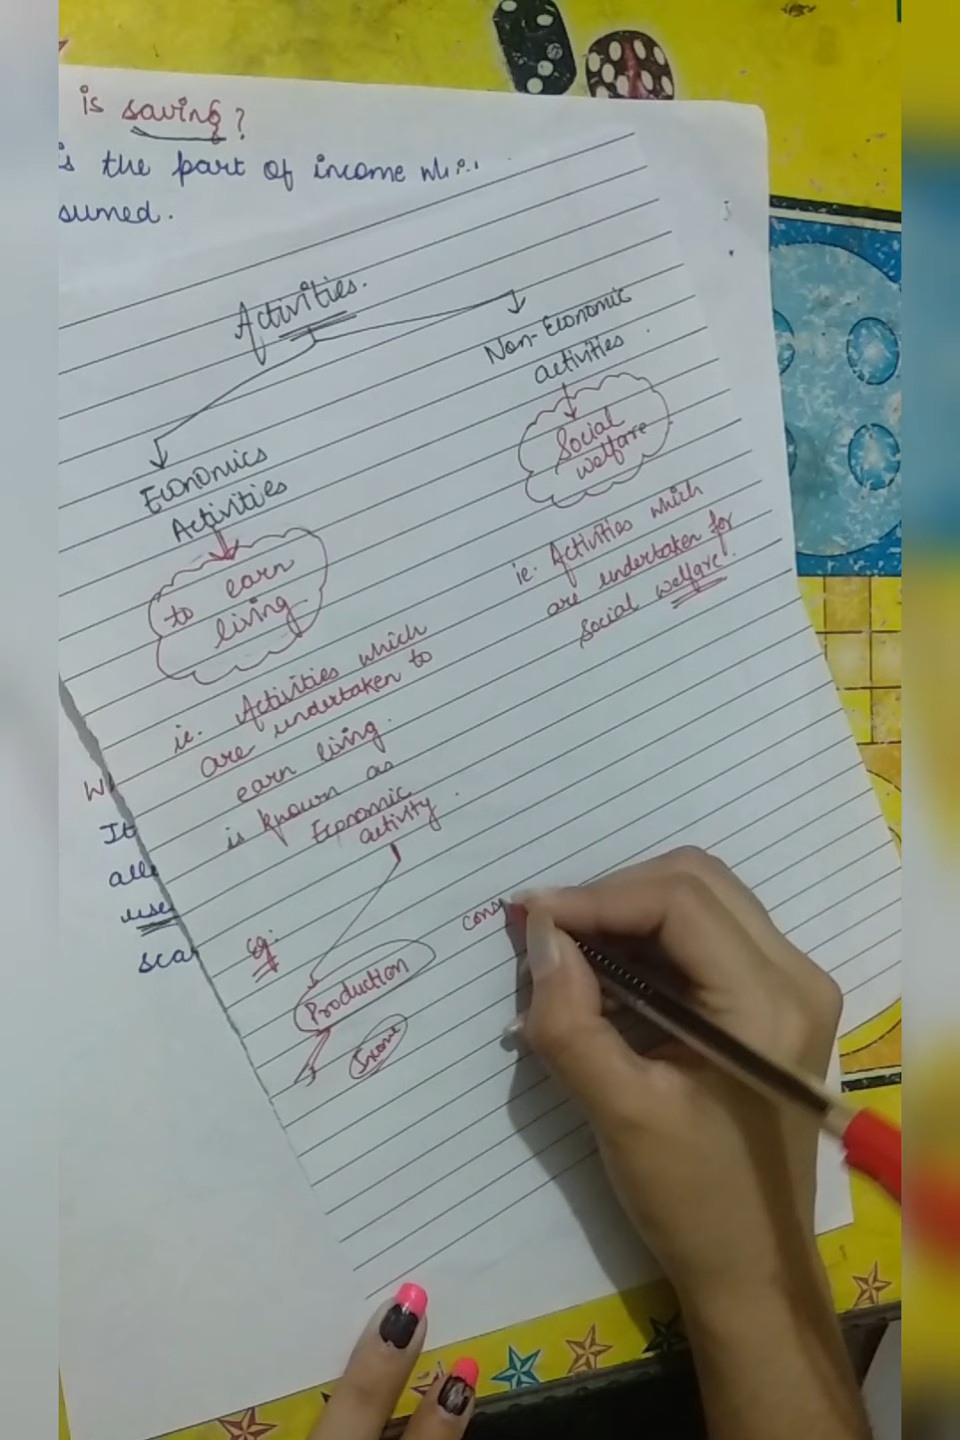 is saving?
is the part of income
sumed.
Activities.
Economics
Activities
to earn
living
ie. Activities which
are undertaken to
earn living.
is known as
Economic
activity.
Non-Economic
activities.
Social
welfare
ie. Activities which
are undertaken for
social welfare.
eg:
Production
Income
cons
W
It
all
use
sca